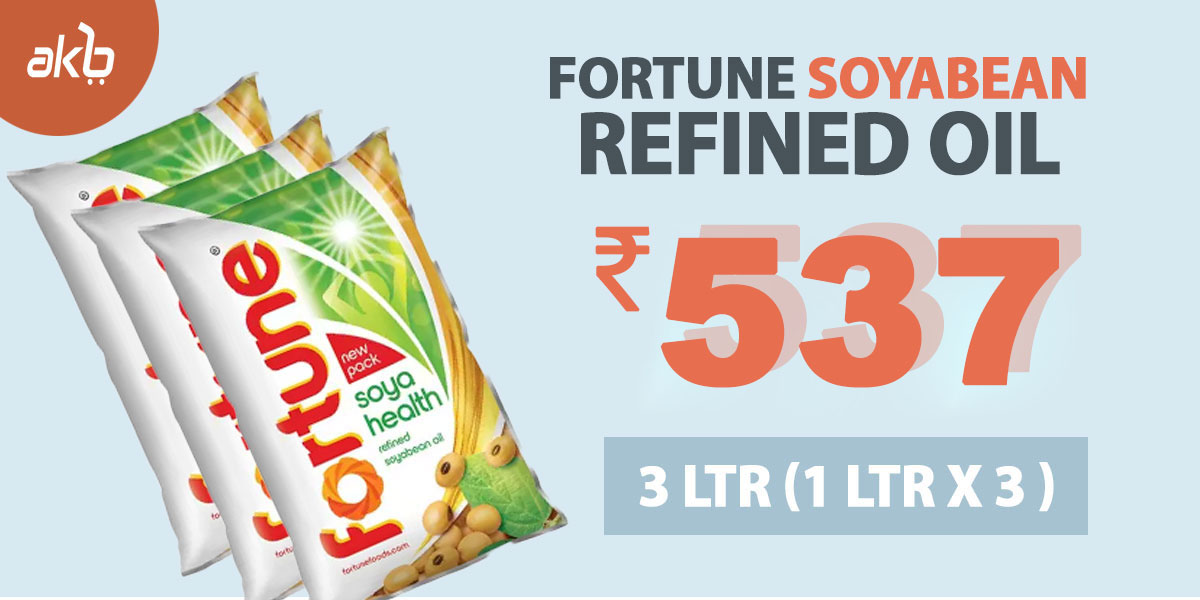 akb
FORTUNE SOYABEAN
REFINED OIL
₹537
3 LTR (1 LTR X 3 )
fortune
®
new
pack
soya
health
refined
soyabean oil
fortunefoods.com